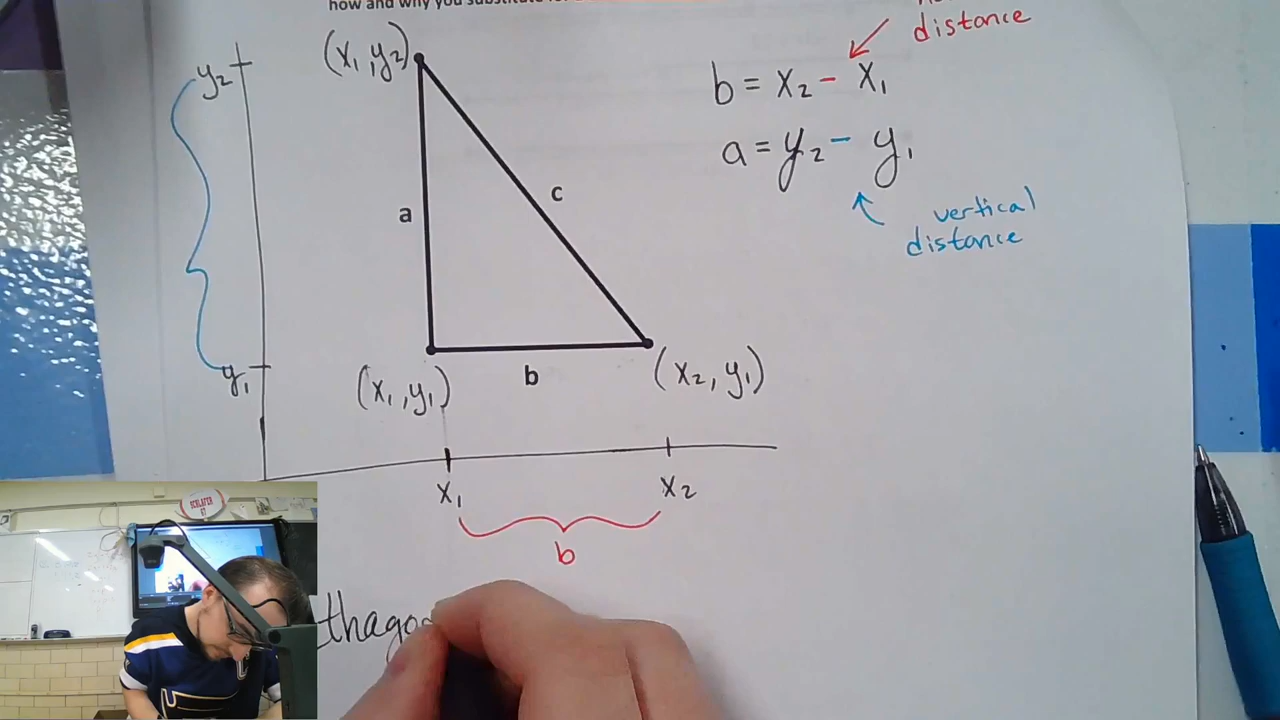 how and why you substitute for
distance
(x₁,y₂)
y₂
b = x₂ - x₁
a = y₂ - y₁
c
a
vertical
distance
b
(x₁,y₁)
(x₂,y₁)
y₁
x₁
x₂
b